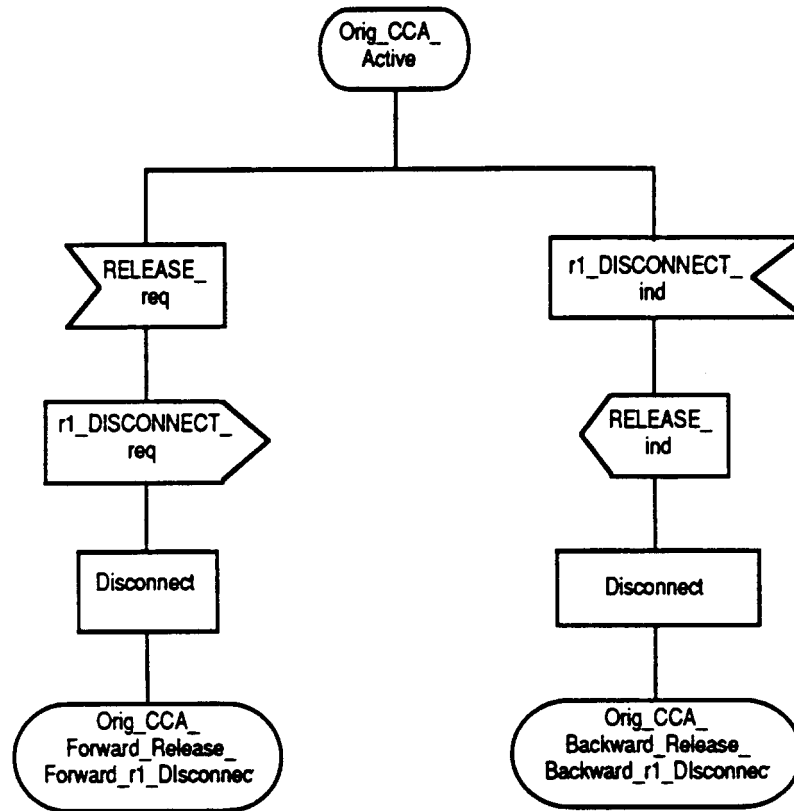 Orig_CCA_
Active
RELEASE_
req
r1_DISCONNECT_
ind
r1_DISCONNECT_
req
RELEASE_
ind
Disconnect
Disconnect
Orig_CCA_
Forward_Release_
Forward_r1_DIsconnec
Orig_CCA_
Backward_Release_
Backward_r1_DIsconnec